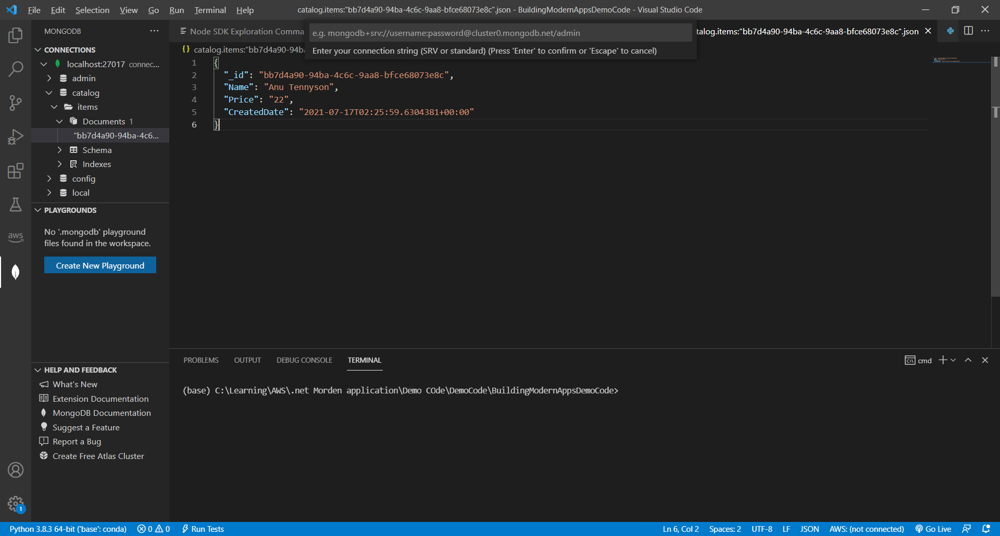 File Edit Selection View Go Run Terminal Help
catalog.items:"bb7d4a90-94ba-4c6c-9aa8-bfce68073e8c".json - BuildingModernAppsDemoCode - Visual Studio Code
MONGODB
Node SDK Exploration Comma
e.g. mongodb+srv://username:password@cluster0.mongodb.net/admin
talog.items:"bb7d4a90-94ba-4c6c-9aa8-bfce68073e8c".json
Enter your connection string (SRV or standard) (Press 'Enter' to confirm or 'Escape' to cancel)
CONNECTIONS
localhost:27017 connec...
admin
catalog
items
Documents 1
"bb7d4a90-94ba-4c6...
Schema
Indexes
config
local
PLAYGROUNDS
No '.mongodb' playground
files found in the workspace.
Create New Playground
HELP AND FEEDBACK
What's New
Extension Documentation
MongoDB Documentation
Suggest a Feature
Report a Bug
Create Free Atlas Cluster
aws
1
catalog.items:"bb7d4a90-94ba
1 {
2 "_id": "bb7d4a90-94ba-4c6c-9aa8-bfce68073e8c",
3 "Name": "Anu Tennyson",
4 "Price": "22",
5 "CreatedDate": "2021-07-17T02:25:59.6304381+00:00"
6 }
PROBLEMS OUTPUT DEBUG CONSOLE TERMINAL
cmd
(base) C:\Learning\AWS\.net Morden application\Demo COde\DemoCode\BuildingModernAppsDemoCode>
Python 3.8.3 64-bit ('base': conda) 0 0 Run Tests
Ln 6, Col 2 Spaces: 2 UTF-8 LF JSON AWS: (not connected) Go Live